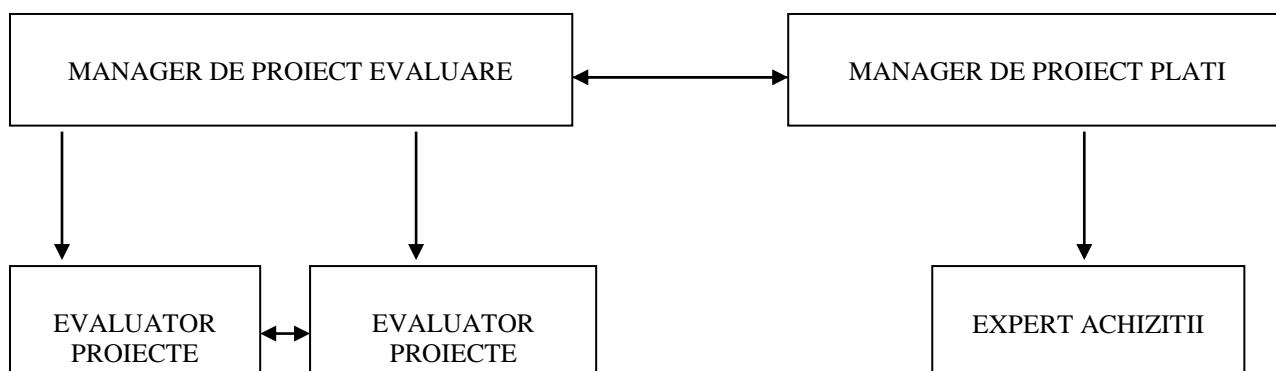 MANAGER DE PROIECT EVALUARE
MANAGER DE PROIECT PLATI
EVALUATOR
PROIECTE
EVALUATOR
PROIECTE
EXPERT ACHIZITII